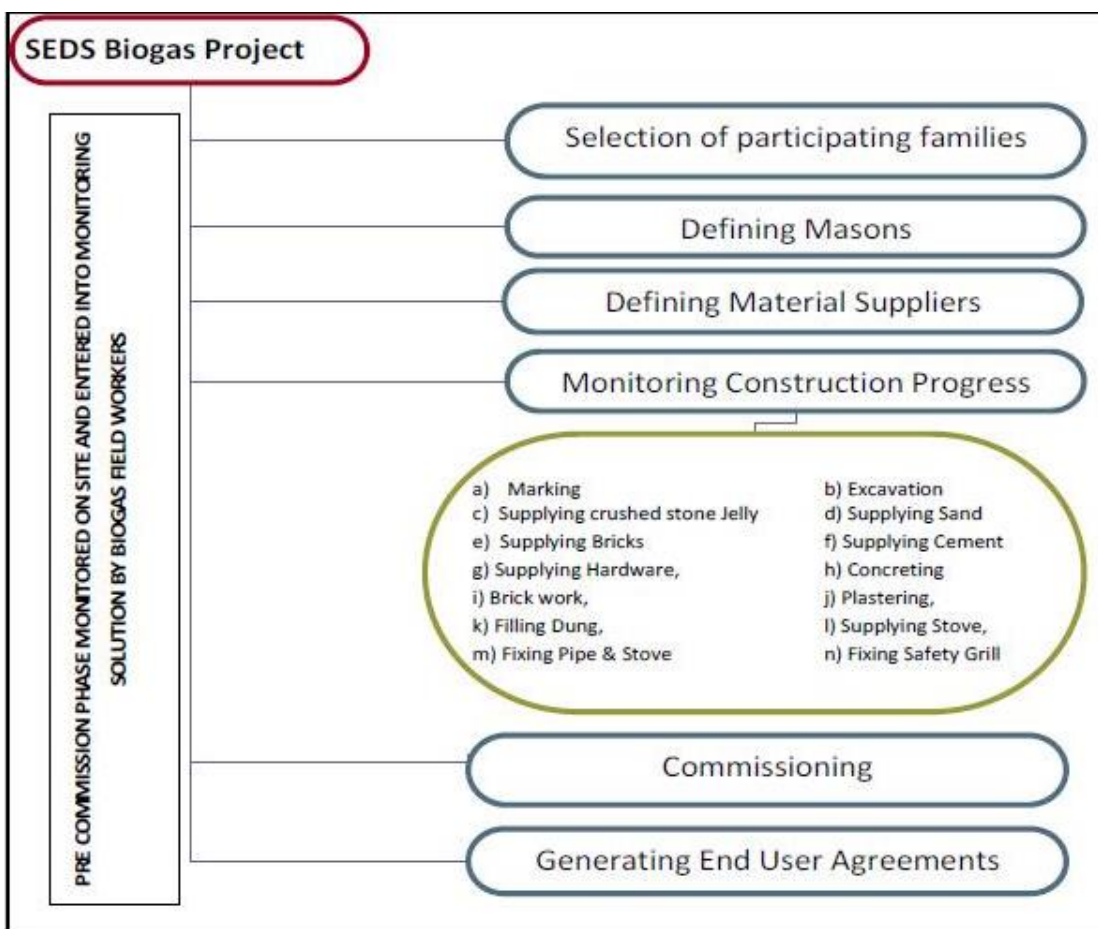 SEDS Biogas Project
PRE COMMISSION PHASE MONITORED ON SITE AND ENTERED INTO MONITORING
SOLUTION BY BIOGAS FIELD WORKERS
Selection of participating families
Defining Masons
Defining Material Suppliers
Monitoring Construction Progress
a) Marking b) Excavation
c) Supplying crushed stone Jelly d) Supplying Sand
e) Supplying Bricks f) Supplying Cement
g) Supplying Hardware, h) Concreting
i) Brick work, j) Plastering,
k) Filling Dung, l) Supplying Stove,
m) Fixing Pipe & Stove n) Fixing Safety Grill
Commissioning
Generating End User Agreements